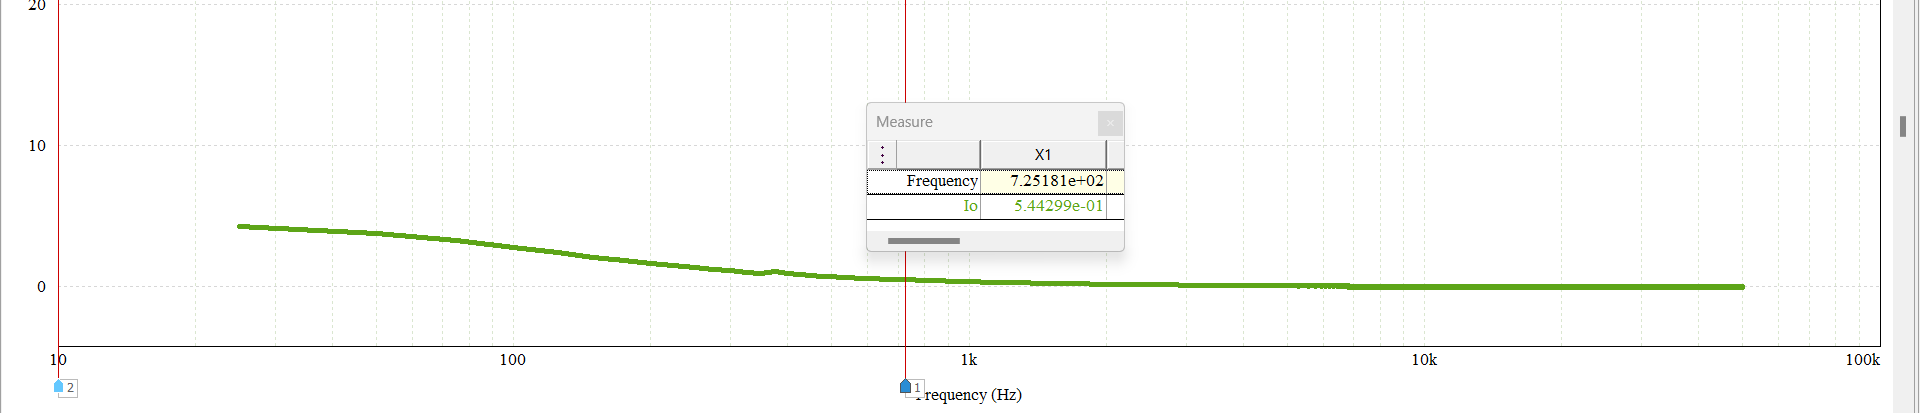 20
10
0
Measure
×
X1
Frequency 7.25181e+02
Io 5.44299e-01
10 100 1k 10k 100k
2 1
Frequency (Hz)